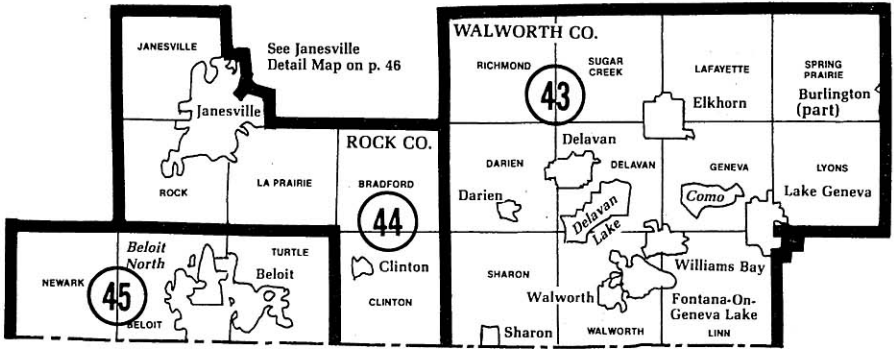 WALWORTH CO.
JANESVILLE
See Janesville
Detail Map on p. 46
RICHMOND
SUGAR
CREEK
LAFAYETTE
SPRING
PRAIRIE
43
Burlington
(part)
Elkhorn
Janesville
ROCK CO.
Delavan
DARIEN
DELAVAN
GENEVA
LYONS
ROCK
LA PRAIRIE
BRADFORD
Darien
Como
Lake Geneva
44
Delavan
Lake
Beloit
North
TURTLE
Beloit
Clinton
SHARON
Williams Bay
NEWARK
45
CLINTON
Walworth
Fontana-On-
Geneva Lake
BELOIT
Sharon
WALWORTH
LINN